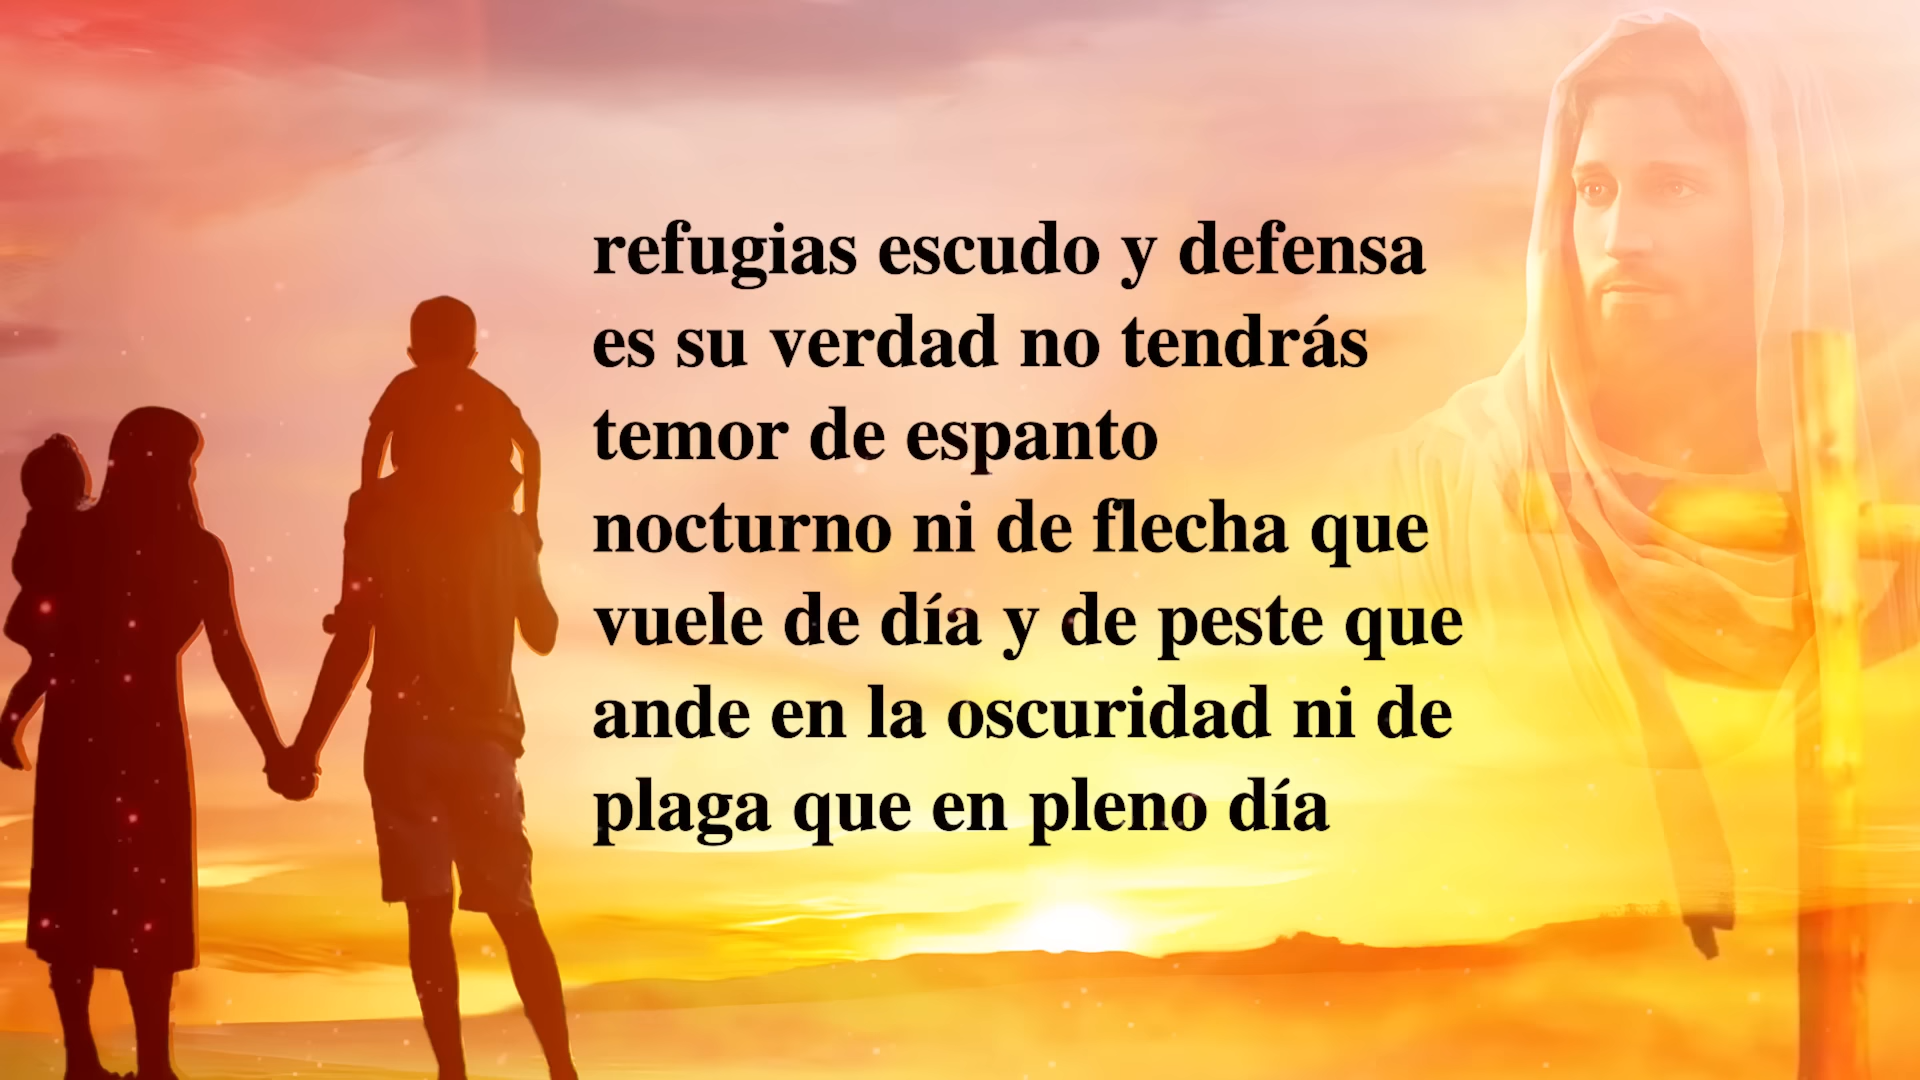 refugias escudo y defensa
es su verdad no tendrás
temor de espanto
nocturno ni de flecha que
vuele de día y de peste que
ande en la oscuridad ni de
plaga que en pleno día